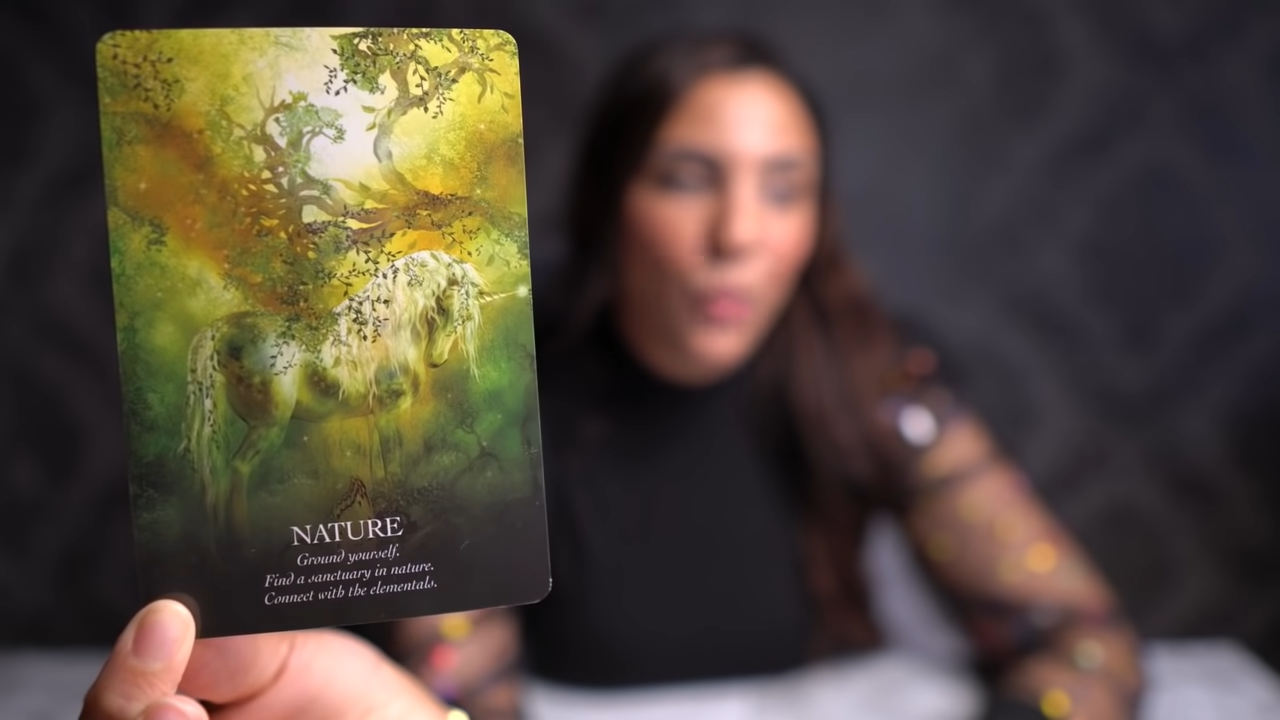 NATURE
Ground yourself.
Find a sanctuary in nature.
Connect with the elementals.